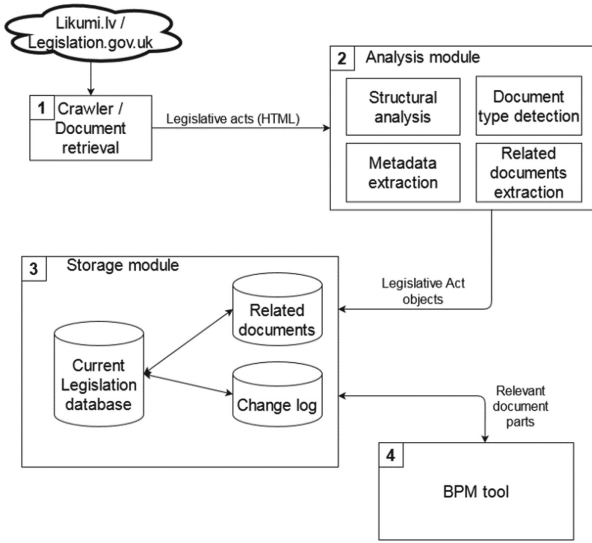 Likumi.lv /
Legislation.gov.uk
1 Crawler /
Document
retrieval
Legislative acts (HTML)
2 Analysis module
Structural
analysis
Document
type detection
Metadata
extraction
Related
documents
extraction
Legislative Act
objects
3 Storage module
Related
documents
Current
Legislation
database
Change log
Relevant
document
parts
4
BPM tool